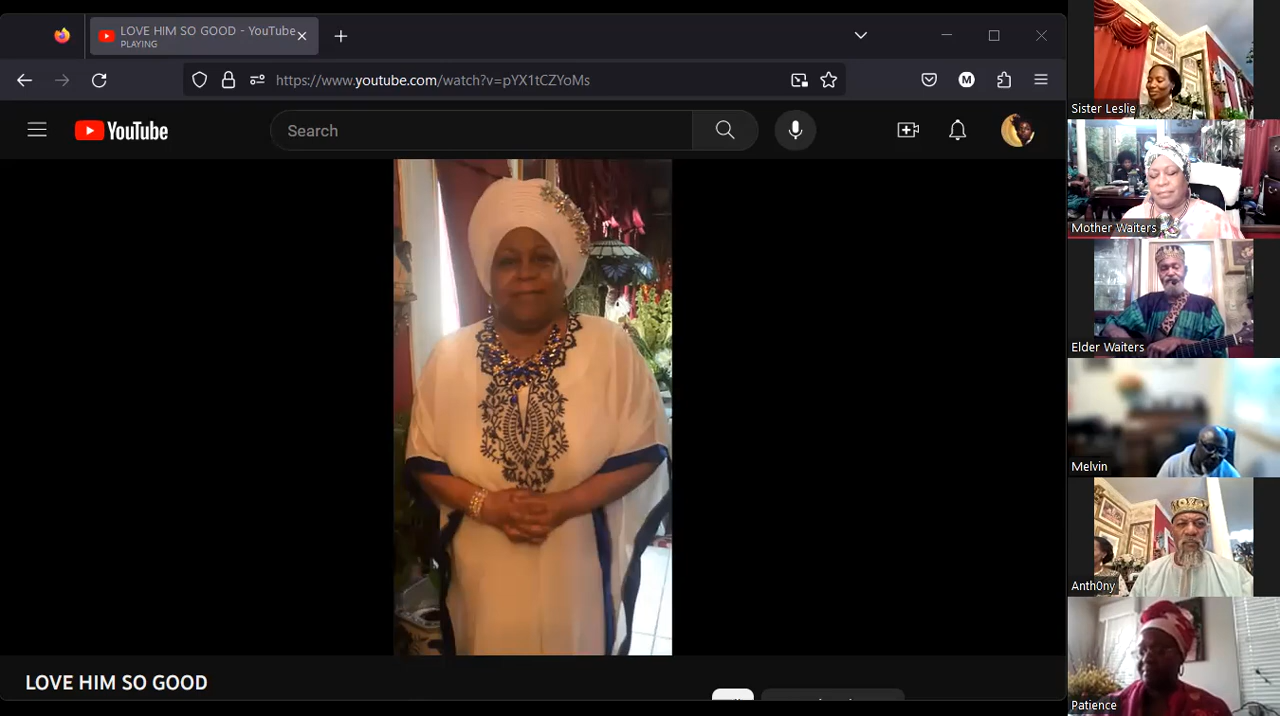 LOVE HIM SO GOOD - YouTube
PLAYING
https://www.youtube.com/watch?v=pYX1tCZYoMs
M
YouTube
Search
LOVE HIM SO GOOD
Sister Leslie
Mother Waiters
Elder Waiters
Melvin
Anth0ny
Patience